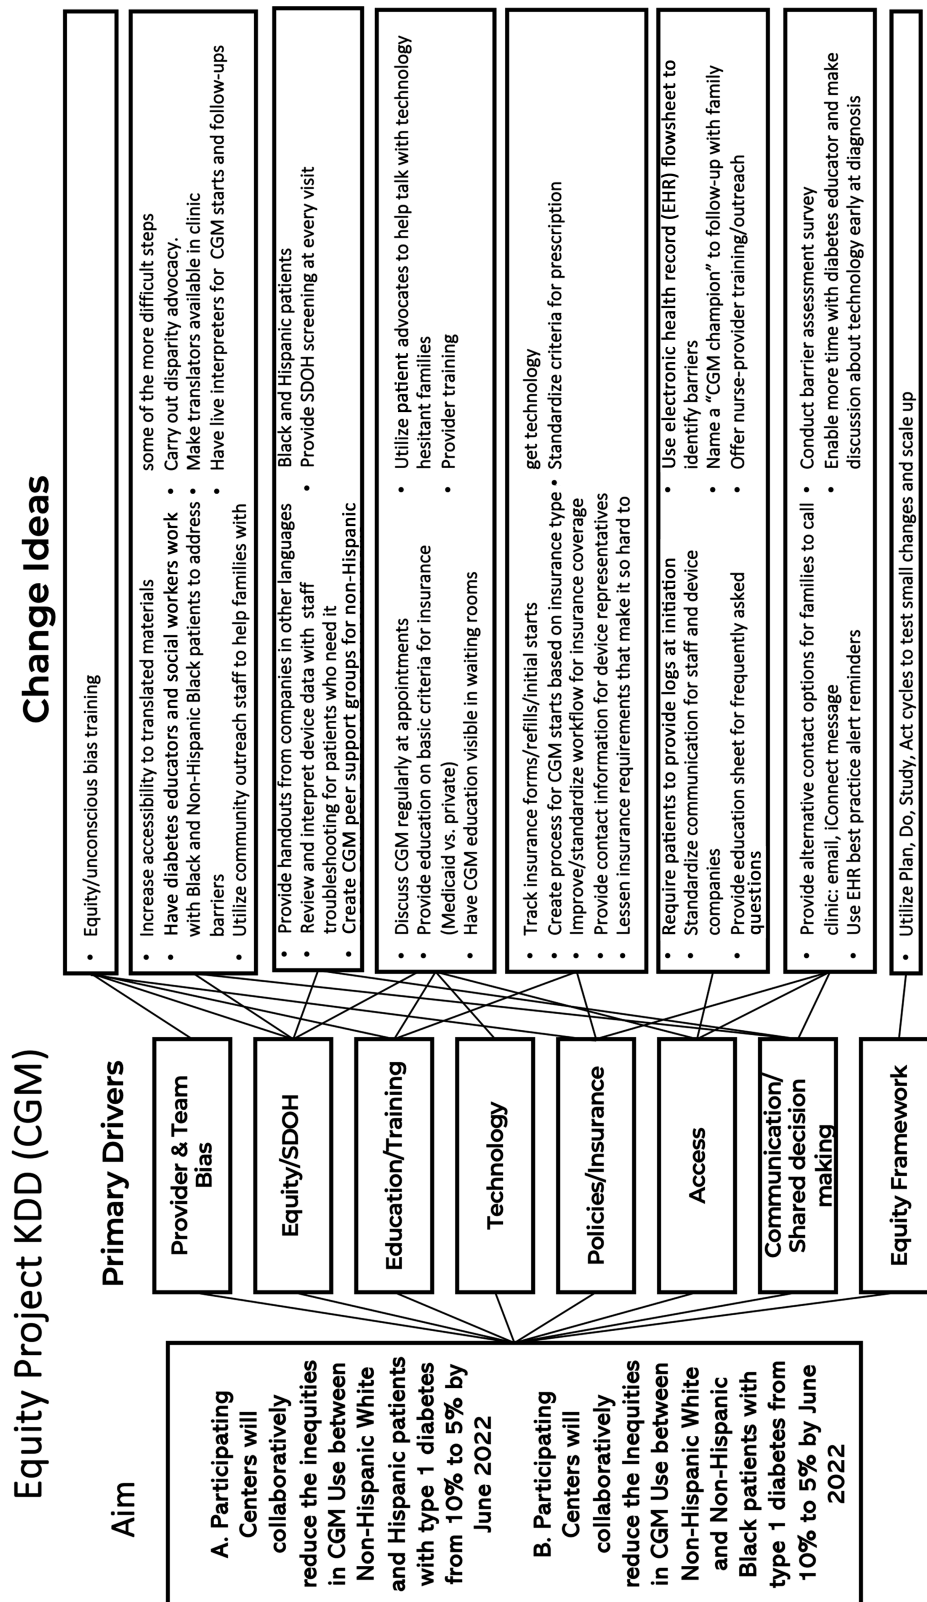 Equity Project KDD (CGM)
Aim
Primary Drivers
Change Ideas
A. Participating
Centers will
collaboratively
reduce the inequities
in CGM Use between
Non-Hispanic White
and Hispanic patients
with type 1 diabetes
from 10% to 5% by
June 2022
B. Participating
Centers will
collaboratively
reduce the Inequities
in CGM Use between
Non-Hispanic White
and Non-Hispanic
Black patients with
type 1 diabetes from
10% to 5% by June
2022
Provider & Team
Bias
Equity/SDOH
Education/Training
Technology
Policies/Insurance
Access
Communication/
Shared decision
making
Equity Framework
• Equity/unconscious bias training
• Increase accessibility to translated materials
• Have diabetes educators and social workers work
with Black and Non-Hispanic Black patients to address
barriers
• Utilize community outreach staff to help families with
some of the more difficult steps
• Carry out disparity advocacy.
• Make translators available in clinic
• Have live interpreters for CGM starts and follow-ups
• Provide handouts from companies in other languages
• Review and interpret device data with staff
troubleshooting for patients who need it
• Create CGM peer support groups for non-Hispanic
Black and Hispanic patients
• Provide SDOH screening at every visit
• Discuss CGM regularly at appointments
• Provide education on basic criteria for insurance
(Medicaid vs. private)
• Have CGM education visible in waiting rooms
• Utilize patient advocates to help talk with technology
hesitant families
• Provider training
• Track insurance forms/refills/initial starts
• Create process for CGM starts based on insurance type
• Improve/standardize workflow for insurance coverage
• Provide contact information for device representatives
• Lessen insurance requirements that make it so hard to
get technology
• Standardize criteria for prescription
• Require patients to provide logs at initiation
• Standardize communication for staff and device
companies
• Provide education sheet for frequently asked
questions
• Use electronic health record (EHR) flowsheet to
identify barriers
• Name a “CGM champion” to follow-up with family
• Offer nurse-provider training/outreach
• Provide alternative contact options for families to call
clinic: email, iConnect message
• Use EHR best practice alert reminders
• Conduct barrier assessment survey
• Enable more time with diabetes educator and make
discussion about technology early at diagnosis
• Utilize Plan, Do, Study, Act cycles to test small changes and scale up